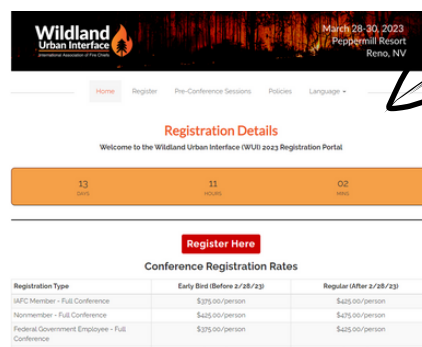 Wildland
Urban Interface
International Association of Fire Chiefs
March 28-30, 2023
Peppermill Resort
Reno, NV
Home Register Pre-Conference Sessions Policies Language
Registration Details
Welcome to the Wildland Urban Interface (WUI) 2023 Registration Portal
13 11 02
DAYS HOURS MINS
Register Here
Conference Registration Rates
Registration Type Early Bird (Before 2/28/23) Regular (After 2/28/23)
IAFC Member - Full Conference $375.00/person $425.00/person
Nonmember - Full Conference $425.00/person $475.00/person
Federal Government Employee - Full $375.00/person $425.00/person
Conference